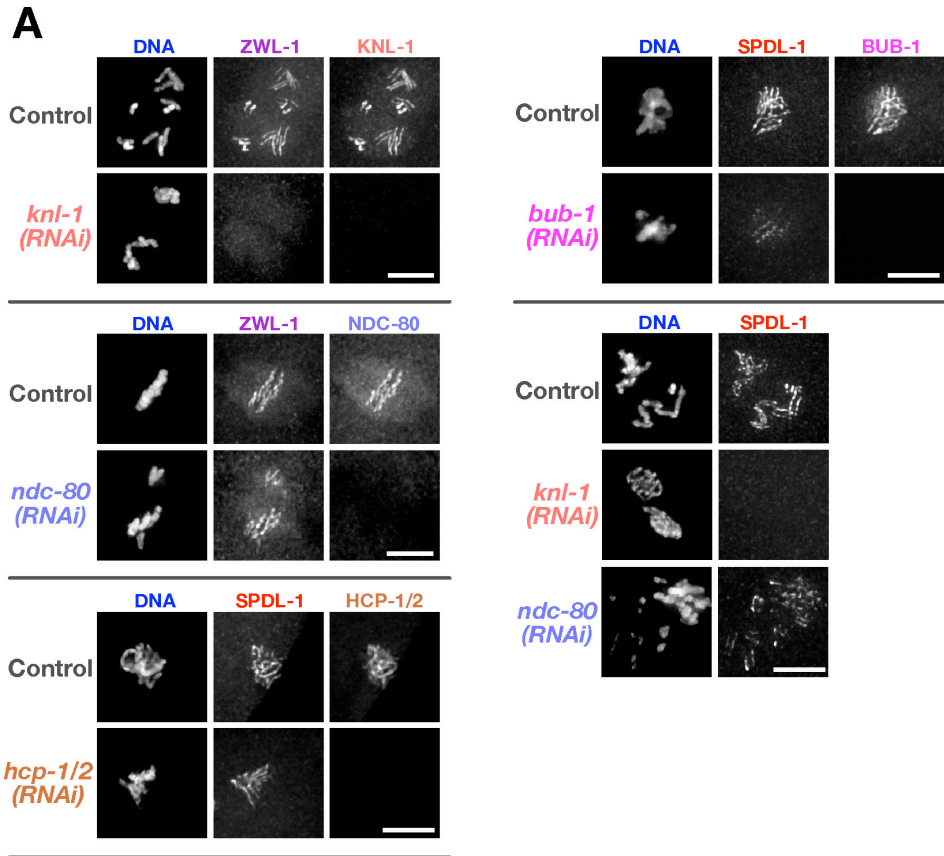 A
DNA ZWL-1 KNL-1
Control
knl-1
(RNAi)
DNA ZWL-1 NDC-80
Control
ndc-80
(RNAi)
DNA SPDL-1 HCP-1/2
Control
hcp-1/2
(RNAi)
DNA SPDL-1 BUB-1
Control
bub-1
(RNAi)
DNA SPDL-1
Control
knl-1
(RNAi)
ndc-80
(RNAi)